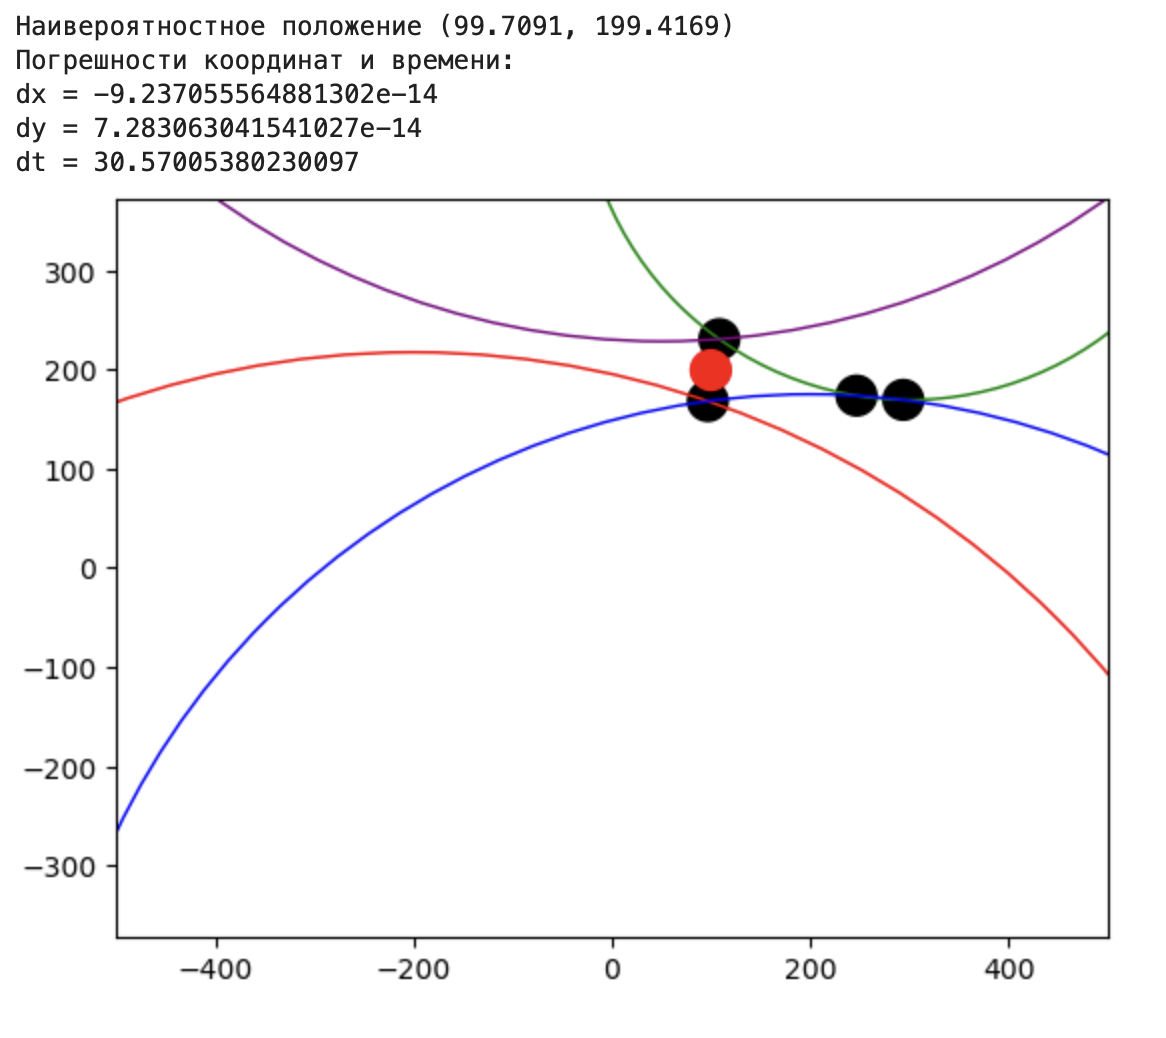 Наивероятностное положение (99.7091, 199.4169)
Погрешности координат и времени:
dx = -9.237055564881302e-14
dy = 7.283063041541027e-14
dt = 30.57005380230097
300
200
100
0
−100
−200
−300
−400 −200 0 200 400